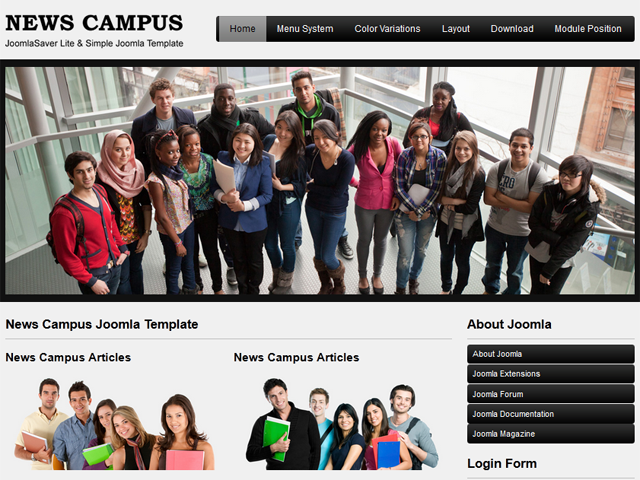 NEWS CAMPUS
JoomlaSaver Lite & Simple Joomla Template
Home Menu System Color Variations Layout Download Module Position
News Campus Joomla Template
News Campus Articles
News Campus Articles
About Joomla
About Joomla
Joomla Extensions
Joomla Forum
Joomla Documentation
Joomla Magazine
Login Form